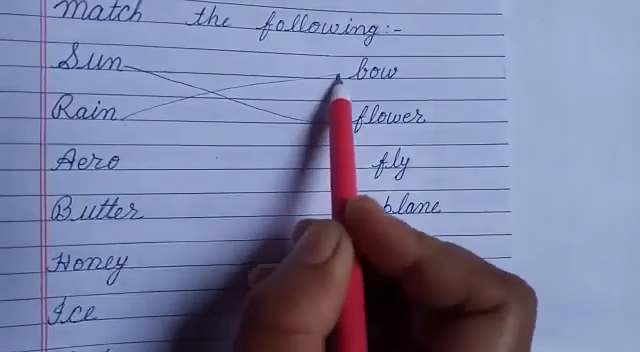 Match the following:-
Sun bow
Rain flower
Aero fly
Butter plane
Honey
Ice